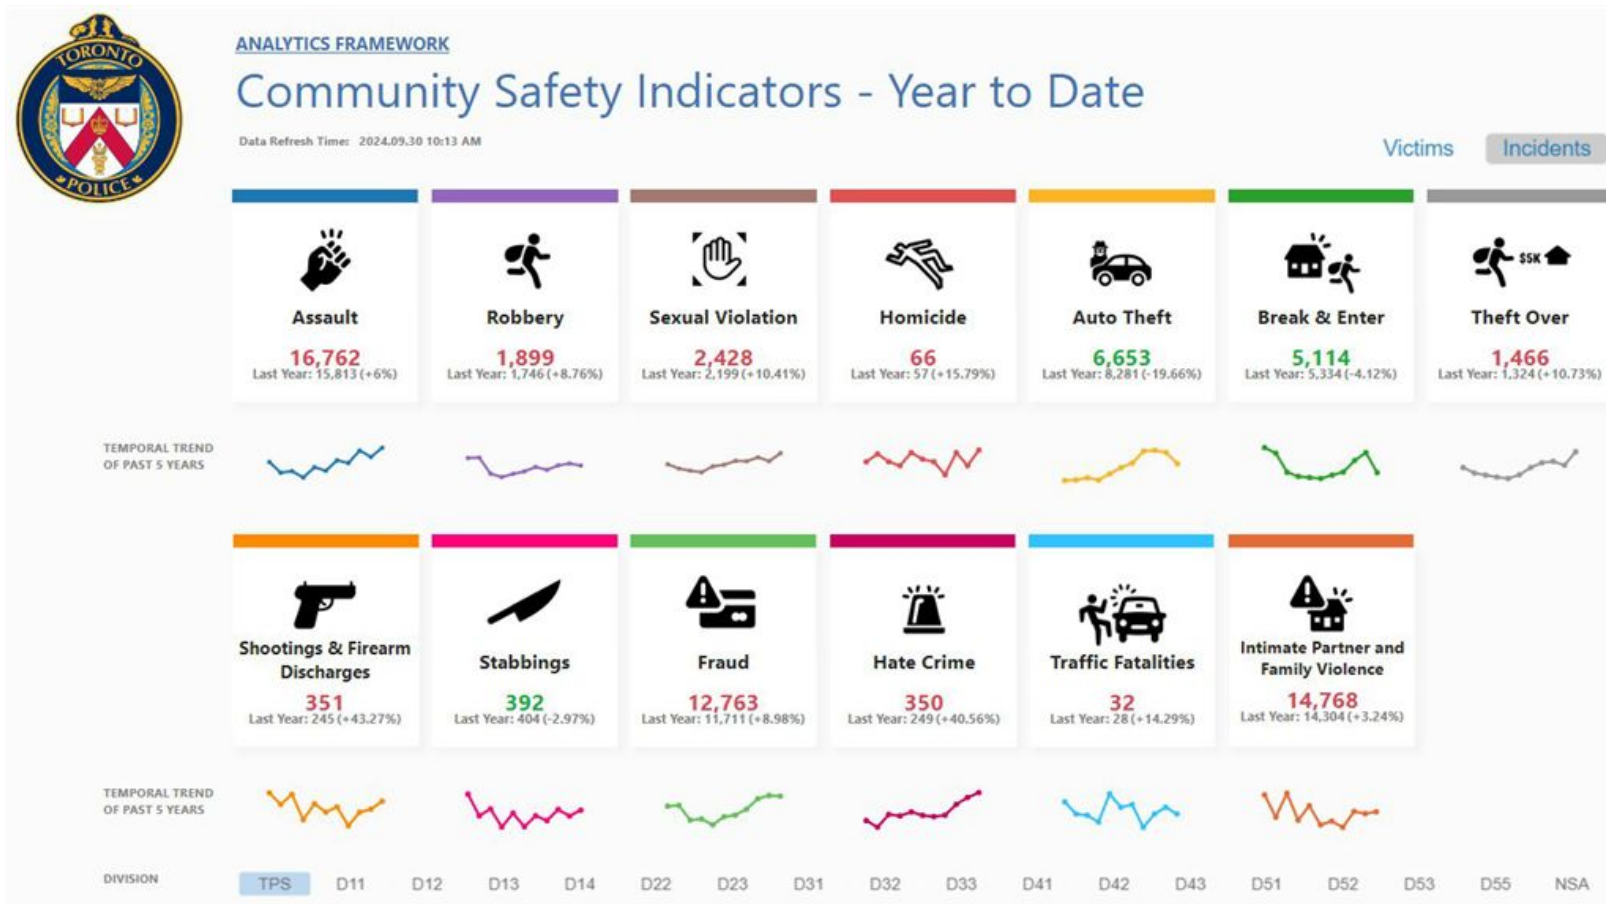 TORONTO
POLICE
ANALYTICS FRAMEWORK
Community Safety Indicators - Year to Date
Data Refresh Time: 2024.09.30 10:13 AM
Victims Incidents
$5K
Assault Robbery Sexual Violation Homicide Auto Theft Break & Enter Theft Over
16,762 1,899 2,428 66 6,653 5,114 1,466
Last Year: 15,813 (+6%) Last Year: 1,746 (+8.76%) Last Year: 2,199 (+10.41%) Last Year: 57 (+15.79%) Last Year: 8,281 (-19.66%) Last Year: 5,334 (-4.12%) Last Year: 1,324 (+10.73%)
TEMPORAL TREND
OF PAST 5 YEARS
Shootings & Firearm
Discharges
Stabbings Fraud Hate Crime Traffic Fatalities
Intimate Partner and
Family Violence
351 392 12,763 350 32 14,768
Last Year: 245 (+43.27%) Last Year: 404 (-2.97%) Last Year: 11,711 (+8.98%) Last Year: 249 (+40.56%) Last Year: 28 (+14.29%) Last Year: 14,304 (+3.24%)
TEMPORAL TREND
OF PAST 5 YEARS
DIVISION TPS D11 D12 D13 D14 D22 D23 D31 D32 D33 D41 D42 D43 D51 D52 D53 D55 NSA